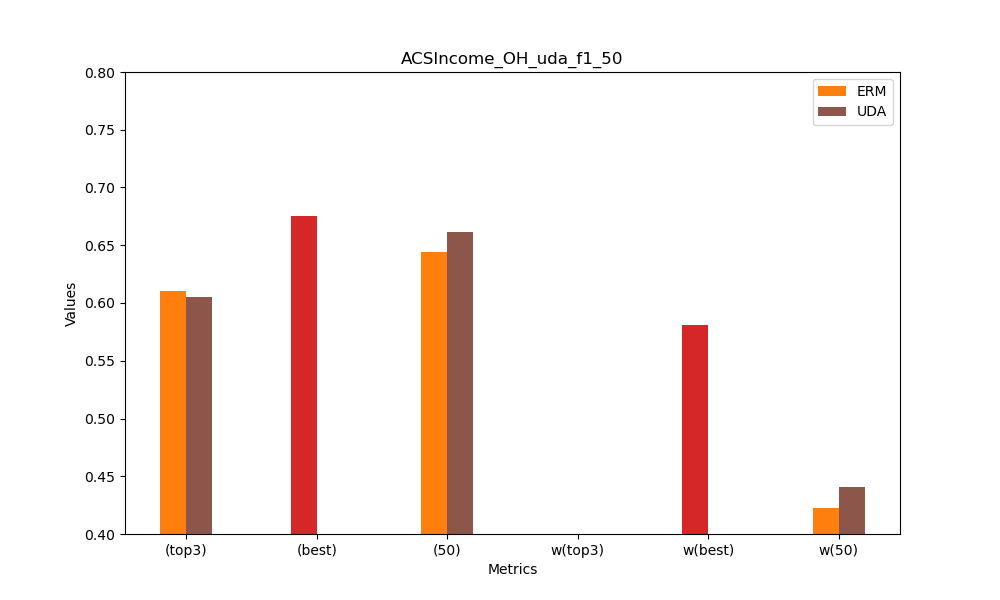 ACSIncome_OH_uda_f1_50
ERM
UDA
0.80
0.75
0.70
0.65
0.60
0.55
0.50
0.45
0.40
Values
(top3)
(best)
(50)
w(top3)
w(best)
w(50)
Metrics